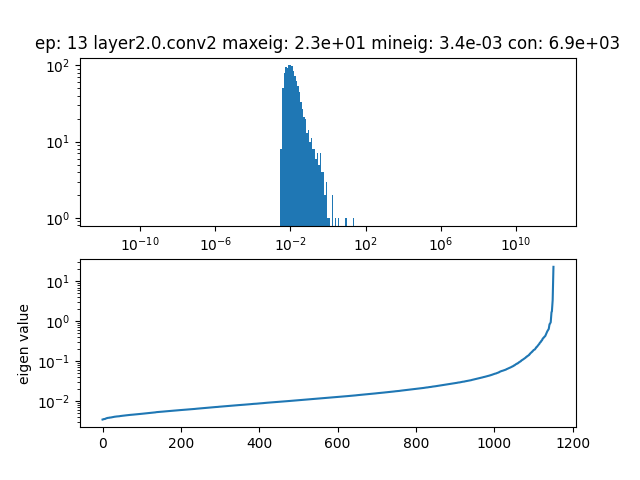 ep: 13 layer2.0.conv2 maxeig: 2.3e+01 mineig: 3.4e-03 con: 6.9e+03
10²
10¹
10⁰
10⁻¹⁰ 10⁻⁶ 10⁻² 10² 10⁶ 10¹⁰
eigen value
10¹
10⁰
10⁻¹
10⁻²
0 200 400 600 800 1000 1200